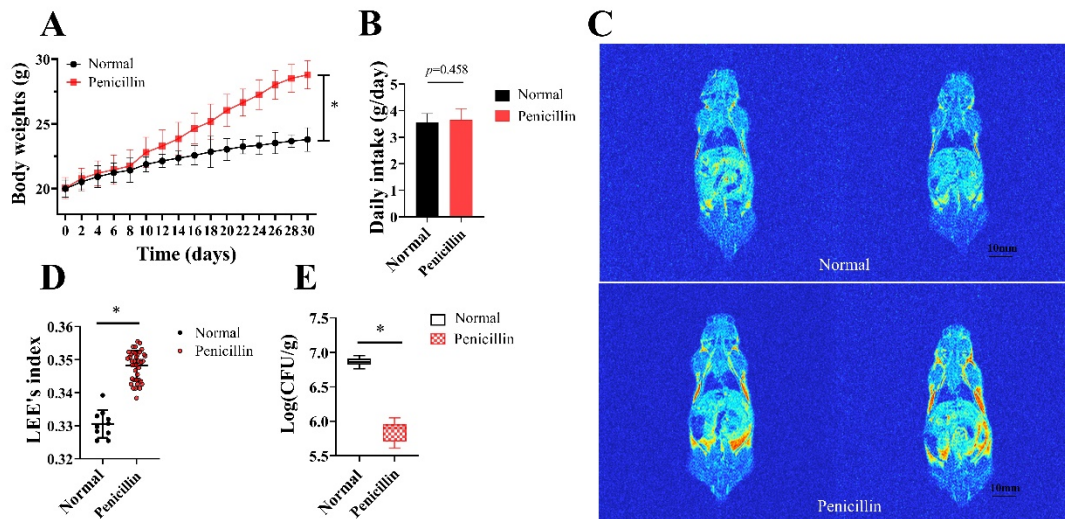 A
Body weights (g)
30
25
20
Normal
Penicillin
*
0 2 4 6 8 10 12 14 16 18 20 22 24 26 28 30
Time (days)
B
Daily intake (g/day)
5
4
3
2
1
0
p=0.458
Normal
Penicillin
Normal
Penicillin
C
10mm
Normal
10mm
Penicillin
D
LEE's index
0.36
0.35
0.34
0.33
0.32
*
Normal
Penicillin
Normal
Penicillin
E
Log(CFU/g)
7.5
7.0
6.5
6.0
5.5
*
Normal
Penicillin
Normal
Penicillin